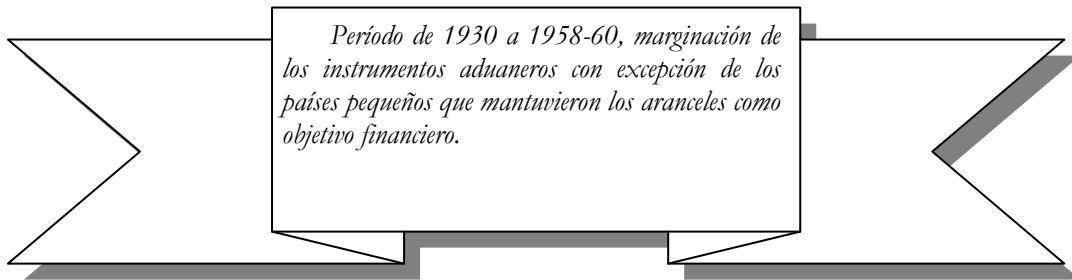 Período de 1930 a 1958-60, marginación de
los instrumentos aduaneros con excepción de los
países pequeños que mantuvieron los aranceles como
objetivo financiero.